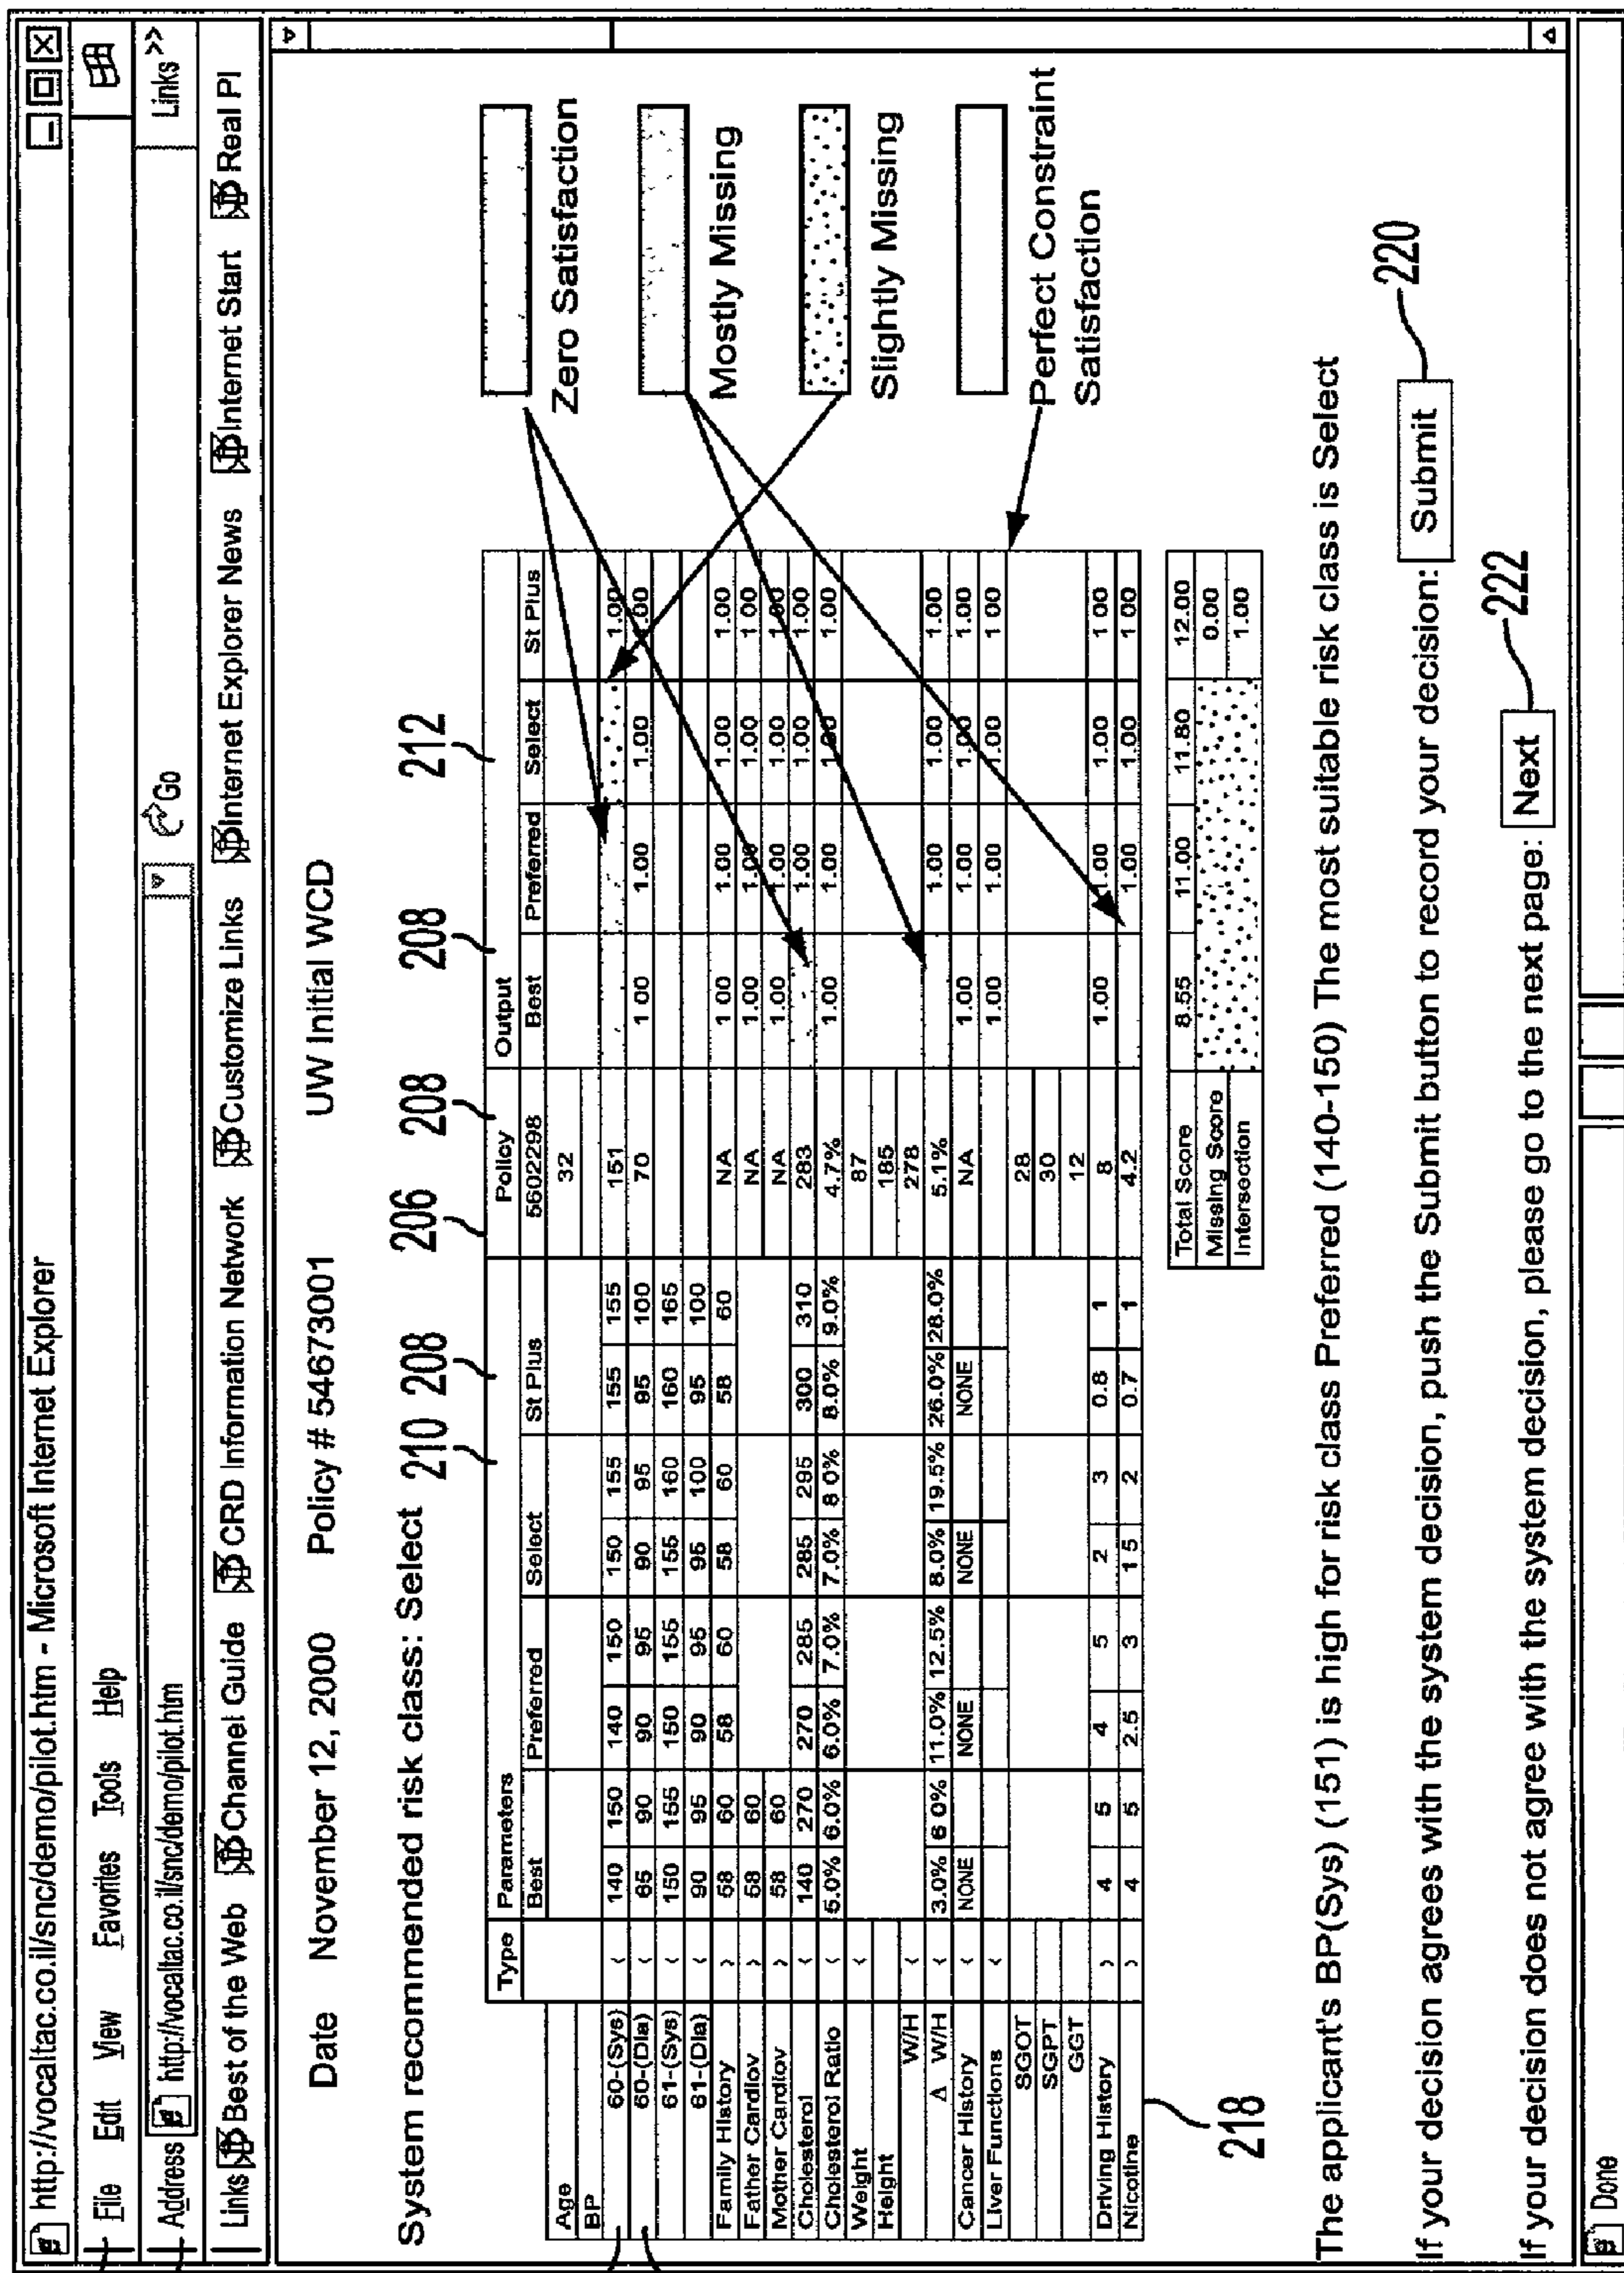 http://vocaltac.co.il/snc/demo/pilot.htm - Microsoft Internet Explorer
File Edit View Favorites Tools Help
Address http://vocaltac.co.il/snc/demo/pilot.htm Go Links >>
Links Best of the Web Channel Guide CRD Information Network Customize Links Internet Explorer News Internet Start Real Pl
Date November 12, 2000 Policy # 54673001 UW Initial WCD
System recommended risk class: Select
210 208 206 208 208 212
Type Parameters Policy Output
Best Preferred Select St Plus 5602298 Best Preferred Select St Plus
Age 32
BP
60-(Sys) < 140 150 140 150 150 155 155 155 151 1.00
60-(Dia) < 65 90 90 95 90 95 95 100 70 1 00 1.00 1.00 1.00
61-(Sys) < 150 155 150 155 155 160 160 165
61-(Dia) < 90 95 90 95 95 100 95 100
Family History > 58 60 58 60 58 60 58 60 NA 1 00 1.00 1.00 1.00
Father Cardiov > 58 60 NA 1.00 1.00 1.00 1.00
Mother Cardiov > 58 60 NA 1.00 1.00 1.00 1.00
Cholesterol < 140 270 270 285 285 295 300 310 283 1.00 1.00 1.00
Cholesterol Ratio < 5.0% 6.0% 6.0% 7.0% 7.0% 8 0% 8.0% 9.0% 4.7% 1.00 1.00 1.00 1.00
Weight < 87
Height 185
W/H < 278
Δ W/H < 3.0% 6 0% 11.0% 12.5% 8.0% 19.5% 26.0% 28.0% 5.1% 1.00 1.00 1.00
Cancer History < NONE NONE NONE NONE NA 1.00 1.00 1.00 1.00
Liver Functions < 1.00 1.00 1.00 1 00
SGOT 28
SGPT 30
GGT 12
Driving History > 4 5 4 5 2 3 0.8 1 8 1.00 1.00 1.00 1 00
Nicotine > 4 5 2.5 3 1 5 2 0.7 1 4.2 1.00 1.00 1 00
218
Total Score 8.55 11.00 11.80 12.00
Missing Score 0.00
Intersection 1.00
Zero Satisfaction
Mostly Missing
Slightly Missing
Perfect Constraint
Satisfaction
The applicant's BP(Sys) (151) is high for risk class Preferred (140-150) The most suitable risk class is Select
If your decision agrees with the system decision, push the Submit button to record your decision: Submit 220
If your decision does not agree with the system decision, please go to the next page: Next 222
Done